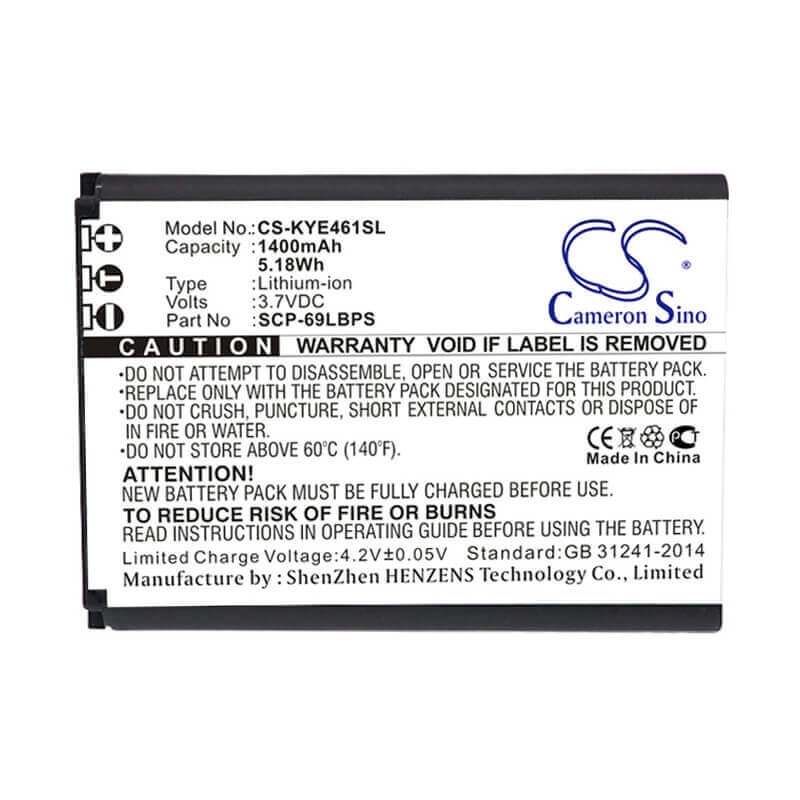 Model No.: CS-KYE461SL
Capacity: 1400mAh
5.18Wh
Type: Lithium-ion
Volts: 3.7VDC
Part No: SCP-69LBPS
CS
Cameron Sino
CAUTION WARRANTY VOID IF LABEL IS REMOVED
•DO NOT ATTEMPT TO DISASSEMBLE, OPEN OR SERVICE THE BATTERY PACK.
•REPLACE ONLY WITH THE BATTERY PACK DESIGNATED FOR THIS PRODUCT.
•DO NOT CRUSH, PUNCTURE, SHORT EXTERNAL CONTACTS OR DISPOSE OF
IN FIRE OR WATER.
•DO NOT STORE ABOVE 60°C (140°F).
CE PCT
Made In China
ATTENTION!
NEW BATTERY PACK MUST BE FULLY CHARGED BEFORE USE.
TO REDUCE RISK OF FIRE OR BURNS
READ INSTRUCTIONS IN OPERATING GUIDE BEFORE USING BATTERY PACK
Limited Charge Voltage:4.2V±0.05V Standard:GB 31241-2014
Manufacture by : ShenZhen HENZENS Technology Co., Limited